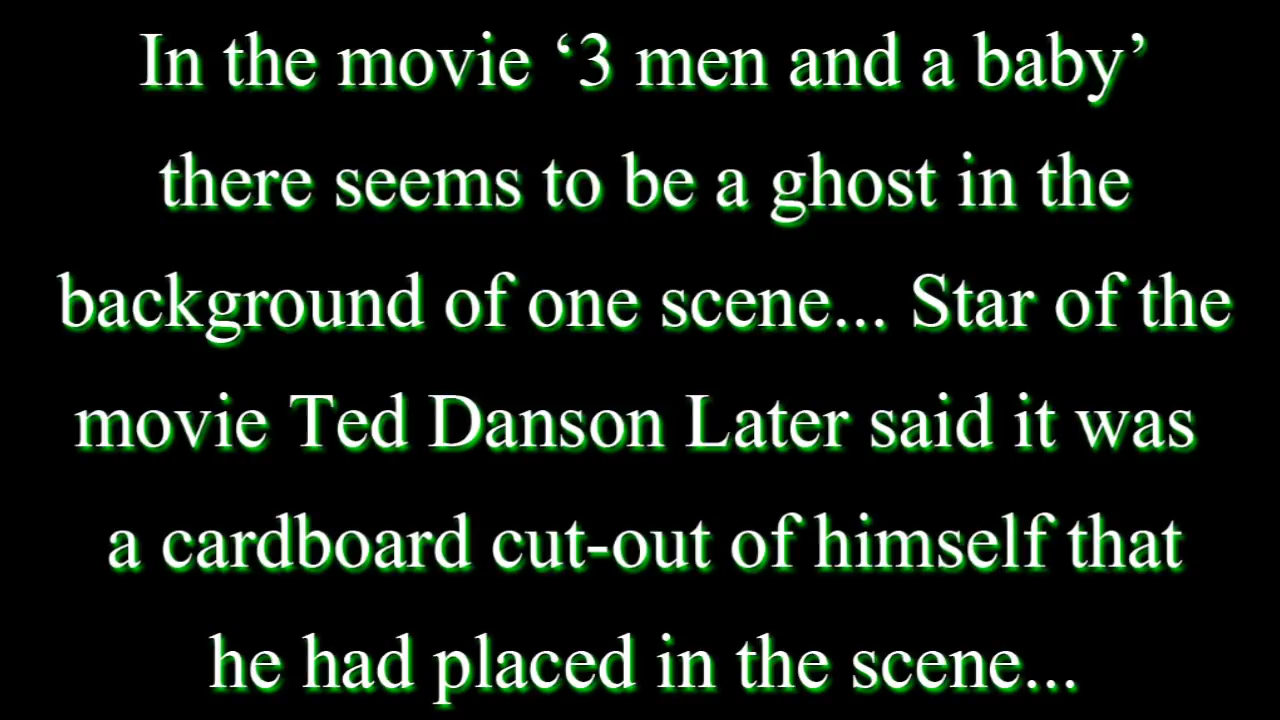 In the movie ‘3 men and a baby’
there seems to be a ghost in the
background of one scene... Star of the
movie Ted Danson Later said it was
a cardboard cut-out of himself that
he had placed in the scene...